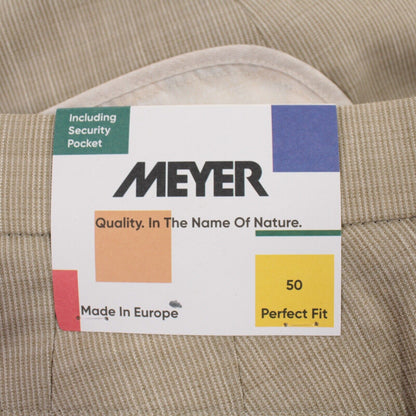 Including
Security
Pocket
MEYER
Quality. In The Name Of Nature.
50
Made In Europe
Perfect Fit